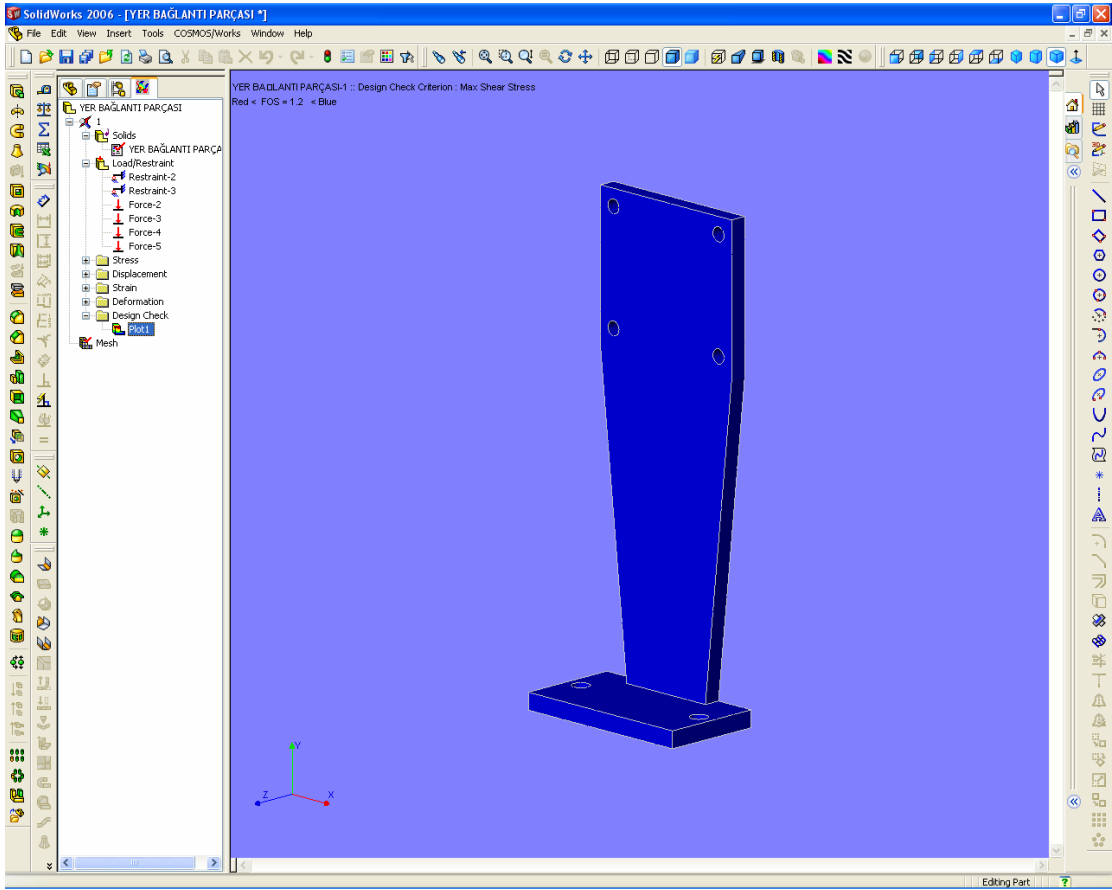 SolidWorks 2006 - [YER BAĞLANTI PARÇASI *]
File Edit View Insert Tools COSMOS/Works Window Help
YER BAĞLANTI PARÇASI
1
Solids
YER BAĞLANTI PARÇA
Load/Restraint
Restraint-2
Restraint-3
Force-2
Force-3
Force-4
Force-5
Stress
Displacement
Strain
Deformation
Design Check
Plot1
Mesh
YER BA□LANTI PARÇASI-1 :: Design Check Criterion : Max Shear Stress
Red < FOS = 1.2 < Blue
Y
Z
X
Editing Part